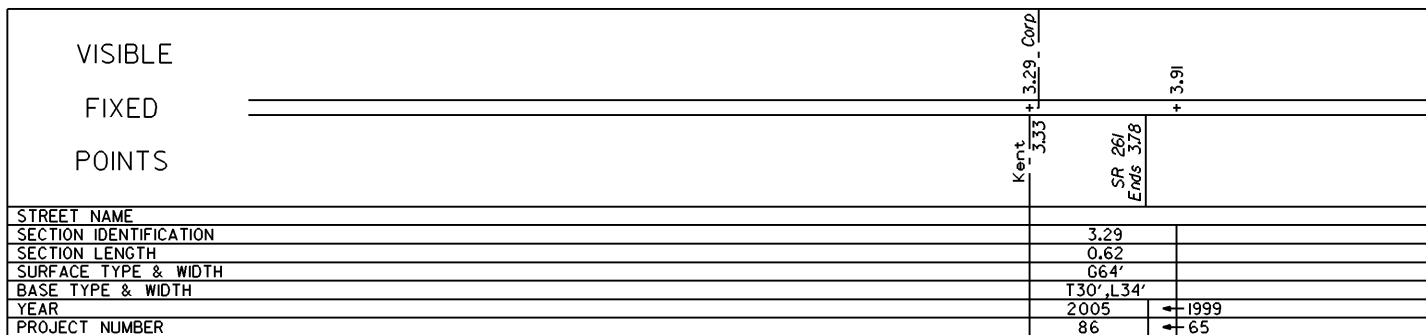 VISIBLE
FIXED
POINTS
3.29 Corp
3.91
Kent
3.33
SR 261
Ends 3.78
STREET NAME
SECTION IDENTIFICATION 3.29
SECTION LENGTH 0.62
SURFACE TYPE & WIDTH G64'
BASE TYPE & WIDTH T30',L34'
YEAR 2005 1999
PROJECT NUMBER 86 65